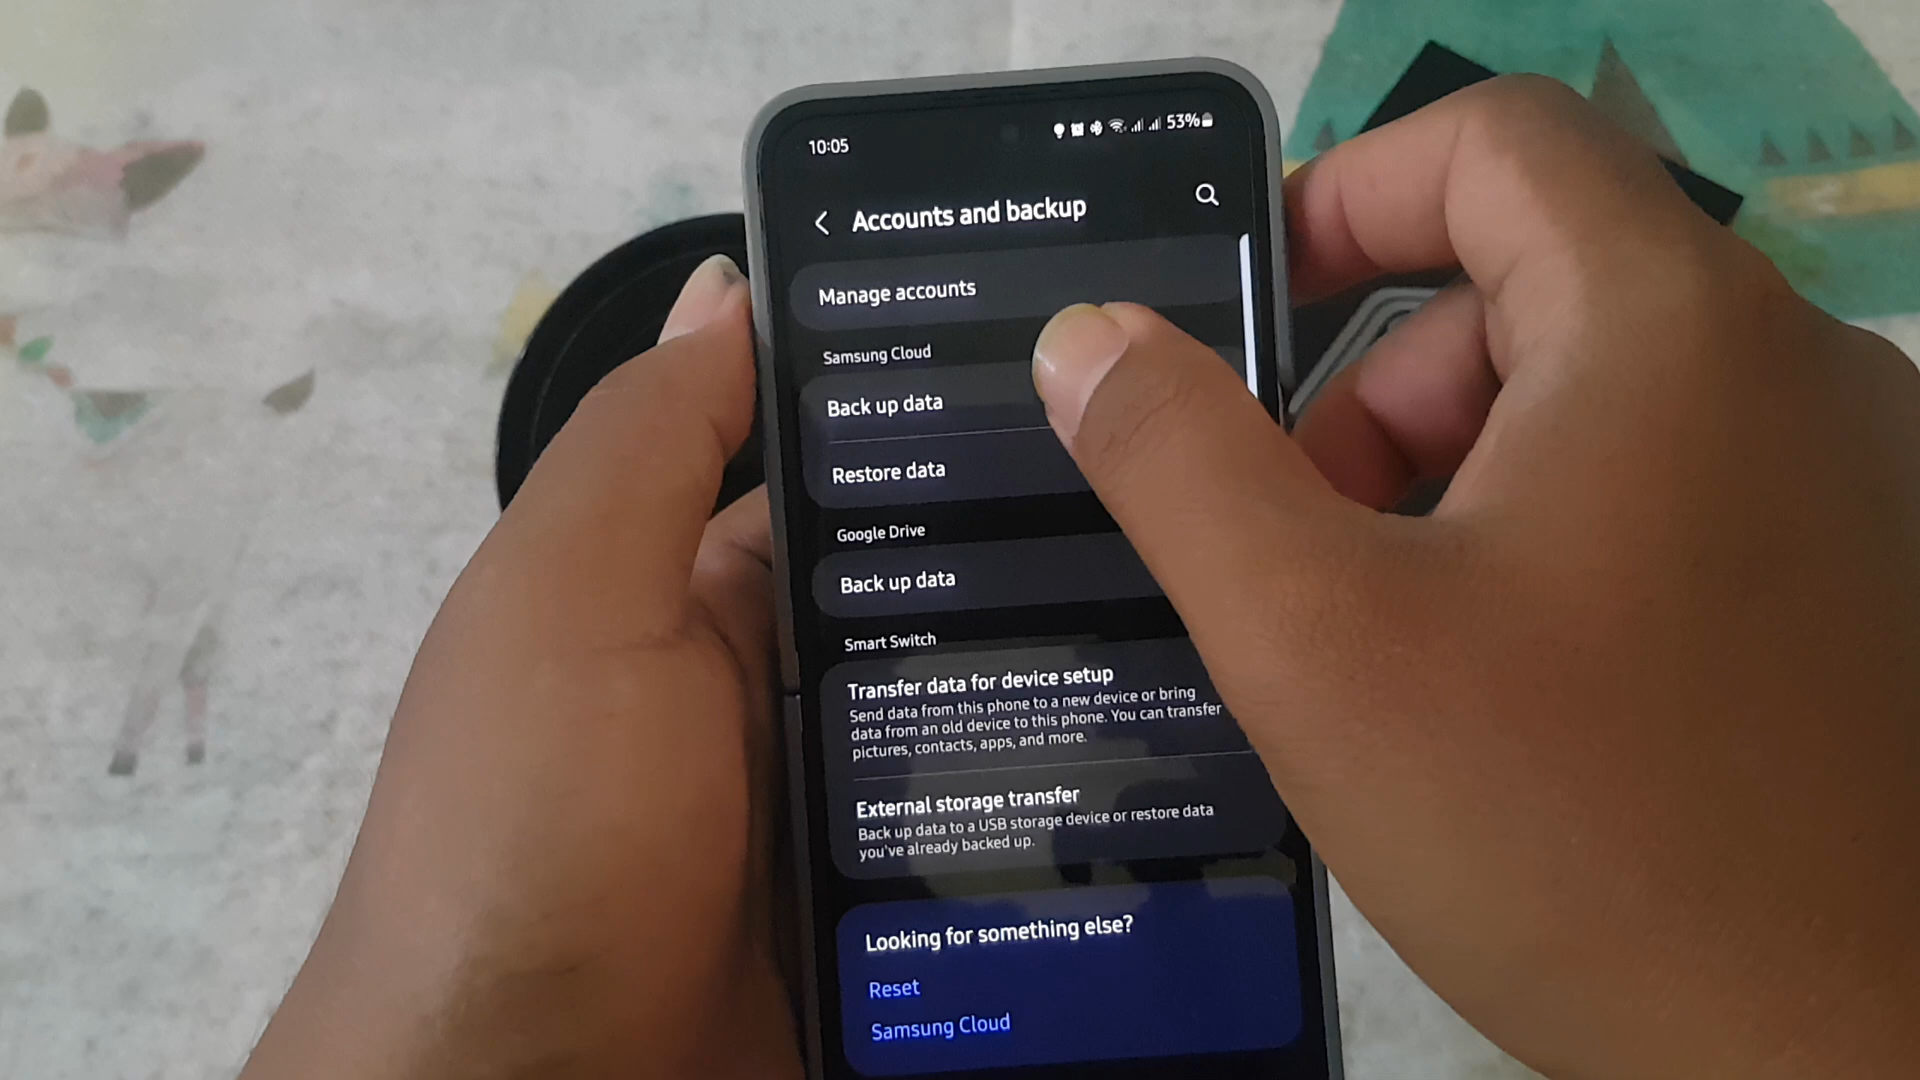 10:05
53%
Accounts and backup
Manage accounts
Samsung Cloud
Back up data
Restore data
Google Drive
Back up data
Smart Switch
Transfer data for device setup
Send data from this phone to a new device or bring
data from an old device to this phone. You can transfer
pictures, contacts, apps, and more.
External storage transfer
Back up data to a USB storage device or restore data
you've already backed up.
Looking for something else?
Reset
Samsung Cloud